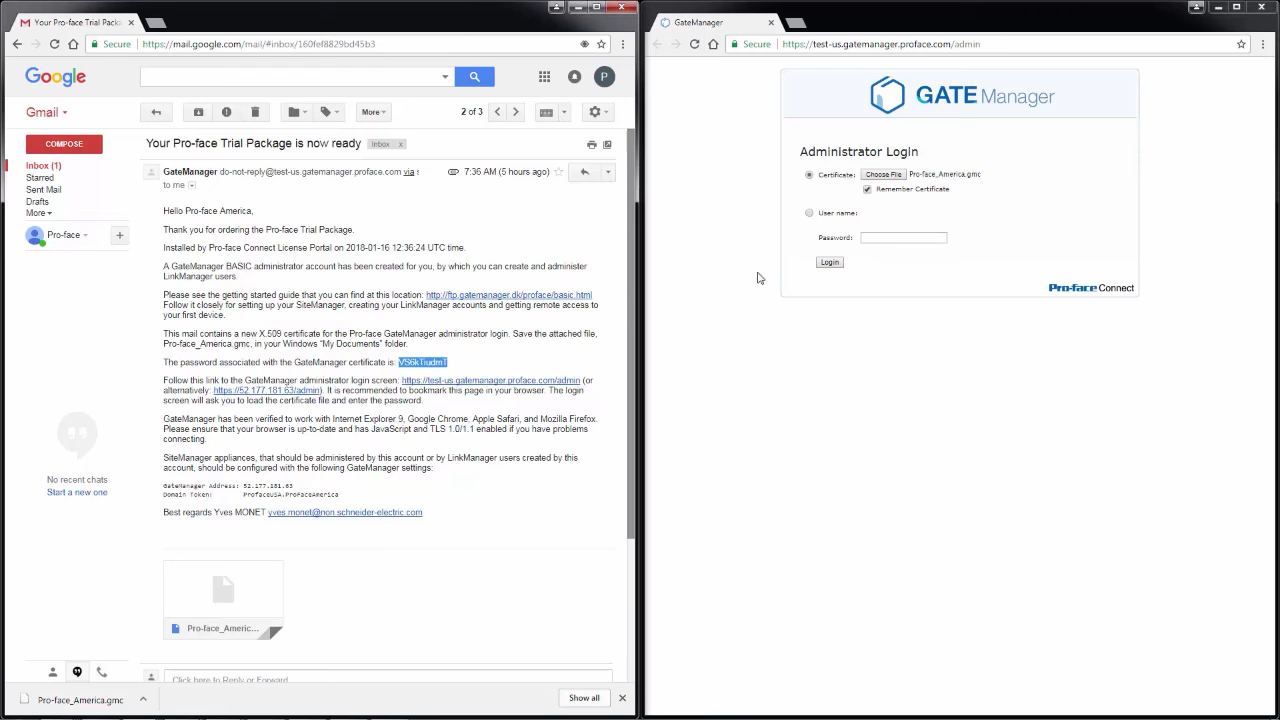 Your Pro-face Trial Packa
Secure https://mail.google.com/mail/#inbox/160fef8829bd45b3
Google
P
Gmail
More
2 of 3
COMPOSE
Inbox (1)
Starred
Sent Mail
Drafts
More
Pro-face
No recent chats
Start a new one
Your Pro-face Trial Package is now ready Inbox x
GateManager do-not-reply@test-us.gatemanager.proface.com via s 7:36 AM (5 hours ago)
to me
Hello Pro-face America,
Thank you for ordering the Pro-face Trial Package.
Installed by Pro-face Connect License Portal on 2018-01-16 12:36:24 UTC time.
A GateManager BASIC administrator account has been created for you, by which you can create and administer
LinkManager users.
Please see the getting started guide that you can find at this location: http://ftp.gatemanager.dk/proface/basic.html
Follow it closely for setting up your SiteManager, creating your LinkManager accounts and getting remote access to
your first device.
This mail contains a new X.509 certificate for the Pro-face GateManager administrator login. Save the attached file,
Pro-face_America.gmc, in your Windows "My Documents" folder.
The password associated with the GateManager certificate is: VS6kTiudmT
Follow this link to the GateManager administrator login screen: https://test-us.gatemanager.proface.com/admin (or
alternatively: https://52.177.181.63/admin). It is recommended to bookmark this page in your browser. The login
screen will ask you to load the certificate file and enter the password.
GateManager has been verified to work with Internet Explorer 9, Google Chrome, Apple Safari, and Mozilla Firefox.
Please ensure that your browser is up-to-date and has JavaScript and TLS 1.0/1.1 enabled if you have problems
connecting.
SiteManager appliances, that should be administered by this account or by LinkManager users created by this
account, should be configured with the following GateManager settings:
GateManager Address: 52.177.181.63
Domain Token: ProfaceUSA.ProFaceAmerica
Best regards Yves MONET yves.monet@non.schneider-electric.com
Pro-face_Americ...
Click here to Reply or Forward
Pro-face_America.gmc
Show all
GateManager
Secure https://test-us.gatemanager.proface.com/admin
GATE Manager
Administrator Login
Certificate: Choose File Pro-face_America.gmc
Remember Certificate
User name:
Password:
Login
Pro-face Connect